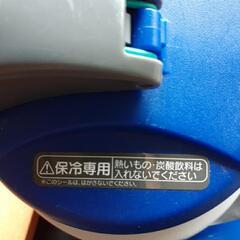 ⚠保冷専用 熱いもの・炭酸飲料は
入れないでください
※このシールは、はがさないでください。